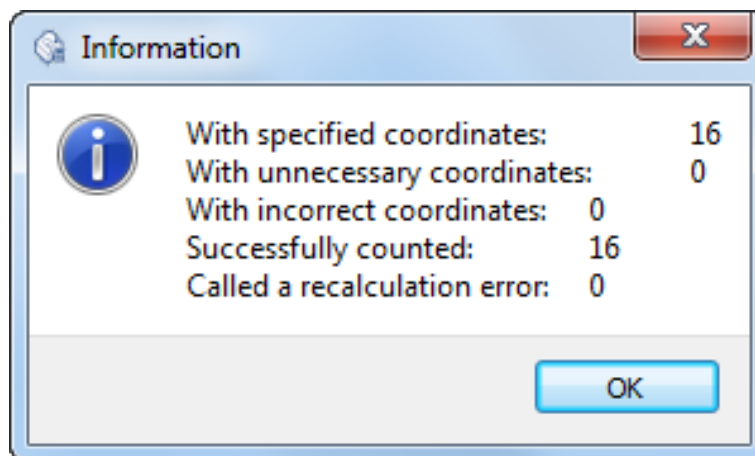 Information
With specified coordinates: 16
With unnecessary coordinates: 0
With incorrect coordinates: 0
Successfully counted: 16
Called a recalculation error: 0
OK